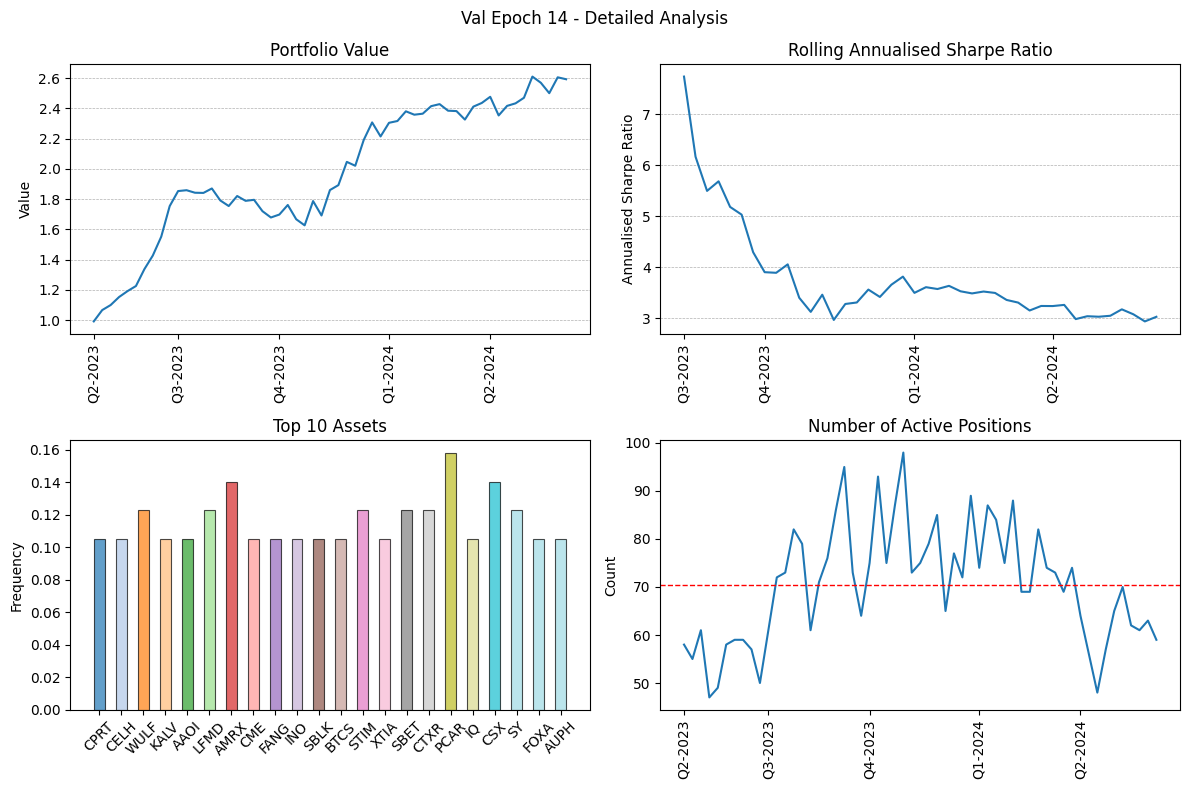 Val Epoch 14 - Detailed Analysis
Portfolio Value
Value
2.6
2.4
2.2
2.0
1.8
1.6
1.4
1.2
1.0
Q2-2023
Q3-2023
Q4-2023
Q1-2024
Q2-2024
Rolling Annualised Sharpe Ratio
Annualised Sharpe Ratio
7
6
5
4
3
Q3-2023
Q4-2023
Q1-2024
Q2-2024
Top 10 Assets
Frequency
0.16
0.14
0.12
0.10
0.08
0.06
0.04
0.02
0.00
CPRT
CELH
WULF
KALV
AAOI
LFMD
AMRX
CME
FANG
INO
SBLK
BTCS
STIM
XTIA
SBET
CTXR
PCAR
IQ
CSX
SY
FOXA
AUPH
Number of Active Positions
Count
100
90
80
70
60
50
Q2-2023
Q3-2023
Q4-2023
Q1-2024
Q2-2024